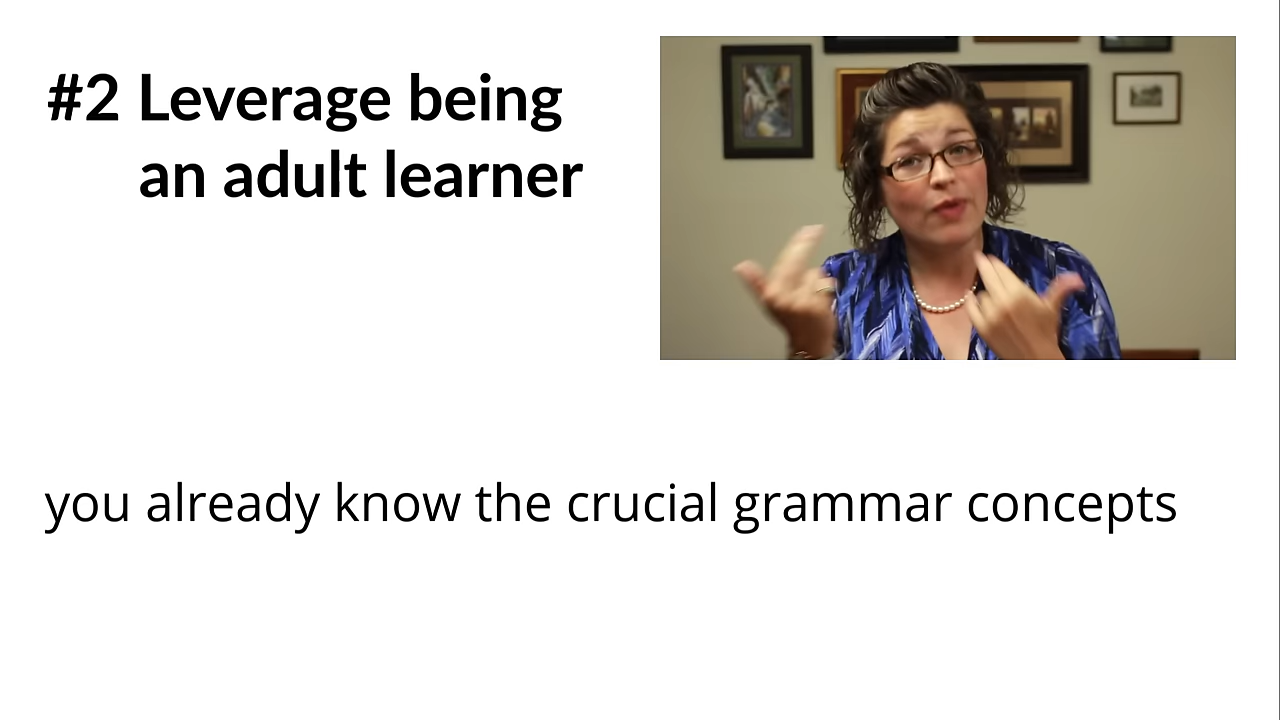 #2 Leverage being
an adult learner
you already know the crucial grammar concepts